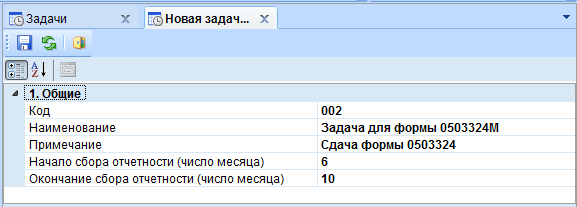 Задачи
Новая задач...
1. Общие
Код 002
Наименование Задача для формы 0503324М
Примечание Сдача формы 0503324
Начало сбора отчетности (число месяца) 6
Окончание сбора отчетности (число месяца) 10